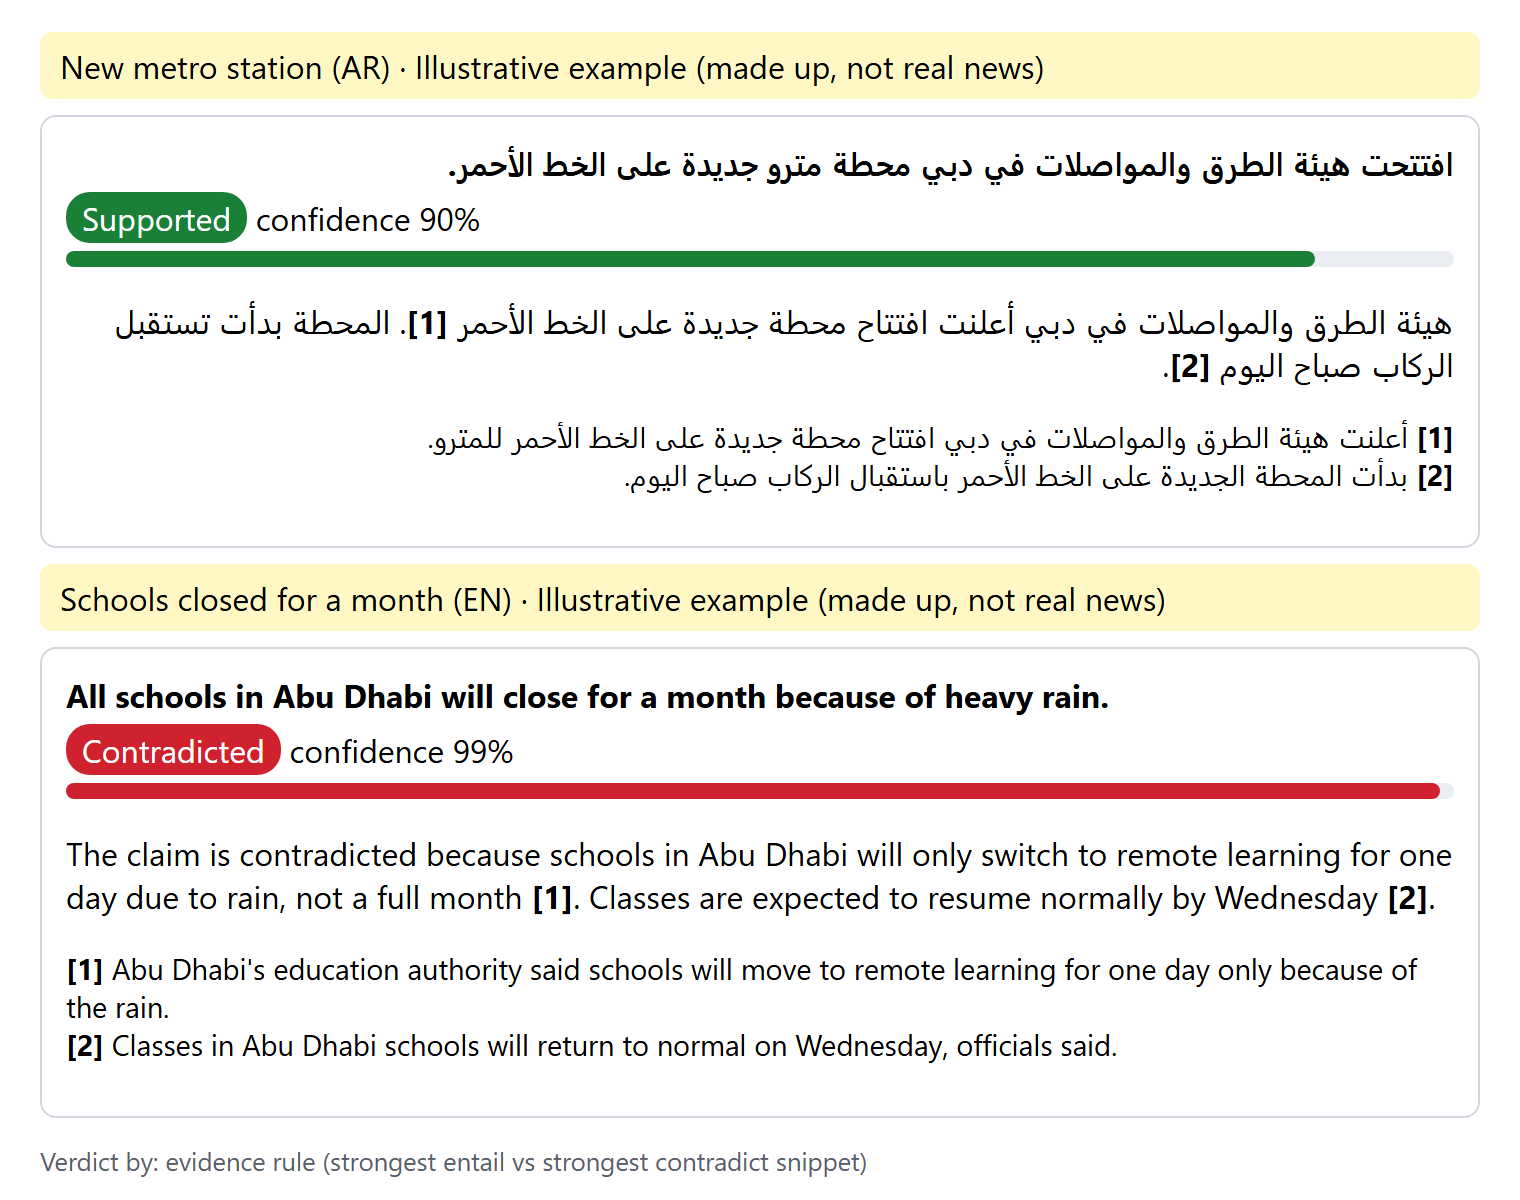 New metro station (AR) · Illustrative example (made up, not real news)
افتتحت هيئة الطرق والمواصلات في دبي محطة مترو جديدة على الخط الأحمر.
Supported confidence 90%
هيئة الطرق والمواصلات في دبي أعلنت افتتاح محطة جديدة على الخط الأحمر [1]. المحطة بدأت تستقبل
الركاب صباح اليوم [2].
[1] أعلنت هيئة الطرق والمواصلات في دبي افتتاح محطة جديدة على الخط الأحمر للمترو.
[2] بدأت المحطة الجديدة على الخط الأحمر باستقبال الركاب صباح اليوم.
Schools closed for a month (EN) · Illustrative example (made up, not real news)
All schools in Abu Dhabi will close for a month because of heavy rain.
Contradicted confidence 99%
The claim is contradicted because schools in Abu Dhabi will only switch to remote learning for one
day due to rain, not a full month [1]. Classes are expected to resume normally by Wednesday [2].
[1] Abu Dhabi's education authority said schools will move to remote learning for one day only because of
the rain.
[2] Classes in Abu Dhabi schools will return to normal on Wednesday, officials said.
Verdict by: evidence rule (strongest entail vs strongest contradict snippet)